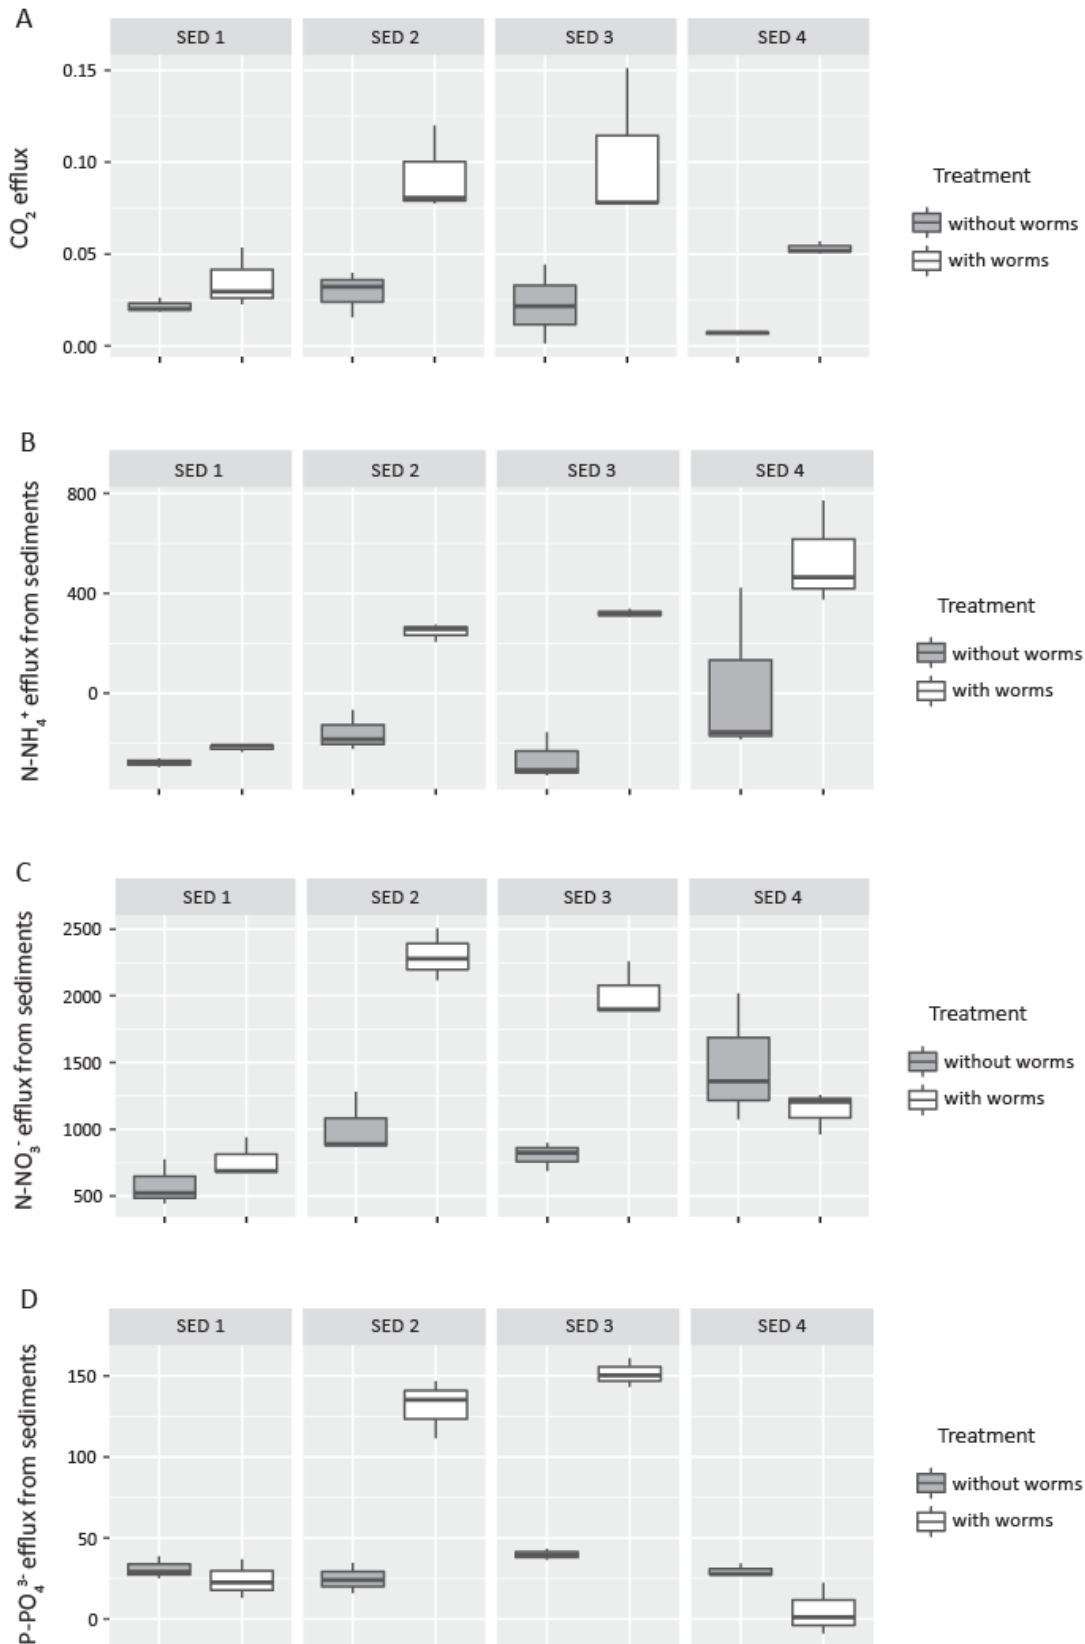 A
SED 1 SED 2 SED 3 SED 4
0.15
0.10
0.05
0.00
CO₂ efflux
Treatment
without worms
with worms
B
SED 1 SED 2 SED 3 SED 4
800
400
0
N-NH₄⁺ efflux from sediments
Treatment
without worms
with worms
C
SED 1 SED 2 SED 3 SED 4
2500
2000
1500
1000
500
N-NO₃⁻ efflux from sediments
Treatment
without worms
with worms
D
SED 1 SED 2 SED 3 SED 4
150
100
50
0
P-PO₄³⁻ efflux from sediments
Treatment
without worms
with worms